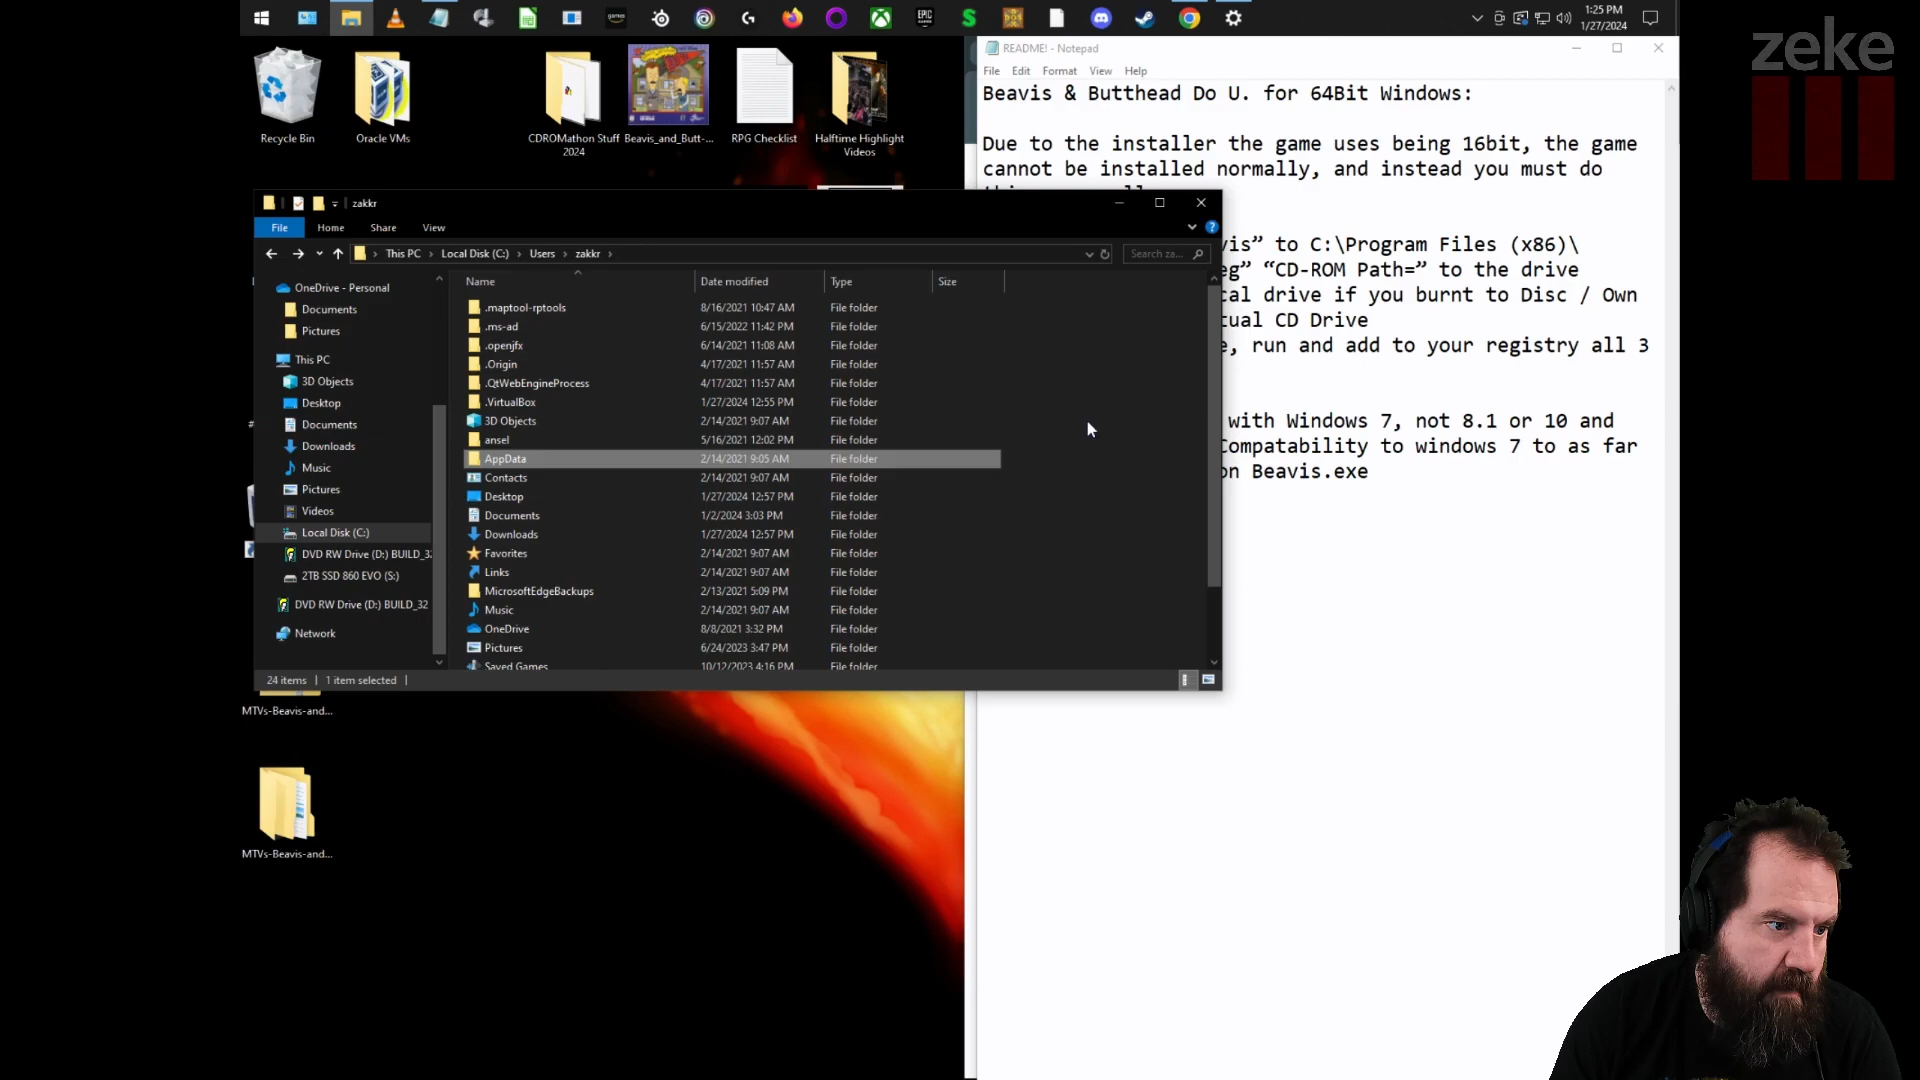 1:25 PM
1/27/2024
zeke
Recycle Bin
Oracle VMs
CDROMathon Stuff
2024
Beavis_and_Butt-...
RPG Checklist
Halftime Highlight
Videos
README! - Notepad
File Edit Format View Help
Beavis & Butthead Do U. for 64Bit Windows:
Due to the installer the game uses being 16bit, the game
cannot be installed normally, and instead you must do
vis” to C:\Program Files (x86)\
eg” “CD-ROM Path=” to the drive
cal drive if you burnt to Disc / Own
tual CD Drive
e, run and add to your registry all 3
with Windows 7, not 8.1 or 10 and
Compatability to windows 7 to as far
on Beavis.exe
zakkr
File Home Share View
This PC > Local Disk (C:) > Users > zakkr >
Search za...
OneDrive - Personal
Documents
Pictures
This PC
3D Objects
Desktop
Documents
Downloads
Music
Pictures
Videos
Local Disk (C:)
DVD RW Drive (D:) BUILD_32
2TB SSD 860 EVO (S:)
DVD RW Drive (D:) BUILD_32
Network
Name Date modified Type Size
.maptool-rptools 8/16/2021 10:47 AM File folder
.ms-ad 6/15/2022 11:42 PM File folder
.openjfx 6/14/2021 11:08 AM File folder
.Origin 4/17/2021 11:57 AM File folder
.QtWebEngineProcess 4/17/2021 11:57 AM File folder
.VirtualBox 1/27/2024 12:55 PM File folder
3D Objects 2/14/2021 9:07 AM File folder
ansel 5/16/2021 12:02 PM File folder
AppData 2/14/2021 9:05 AM File folder
Contacts 2/14/2021 9:07 AM File folder
Desktop 1/27/2024 12:57 PM File folder
Documents 1/2/2024 3:03 PM File folder
Downloads 1/27/2024 12:57 PM File folder
Favorites 2/14/2021 9:07 AM File folder
Links 2/14/2021 9:07 AM File folder
MicrosoftEdgeBackups 2/13/2021 5:09 PM File folder
Music 2/14/2021 9:07 AM File folder
OneDrive 8/8/2021 3:32 PM File folder
Pictures 6/24/2023 3:47 PM File folder
Saved Games 10/12/2023 4:16 PM File folder
24 items 1 item selected
MTVs-Beavis-and...
MTVs-Beavis-and...